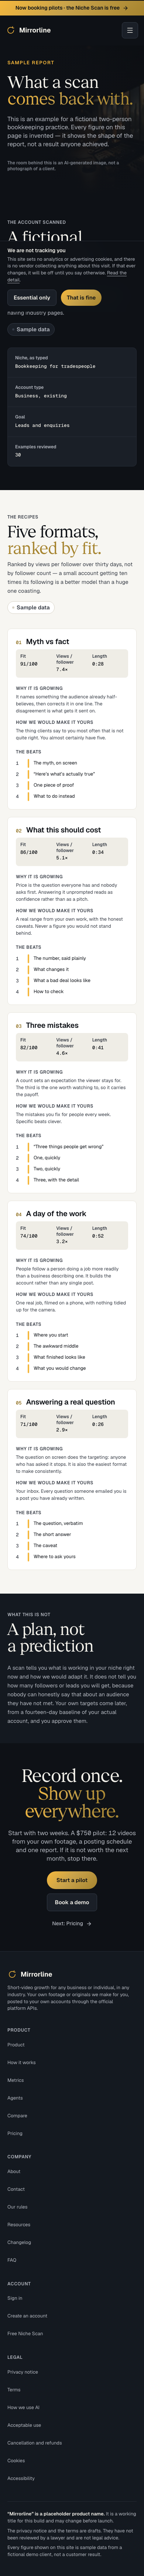 Now booking pilots · the Niche Scan is free →
Mirrorline
SAMPLE REPORT
What a scan
comes back with.
This is an example for a fictional two-person
bookkeeping practice. Every figure on this
page is invented — it shows the shape of the
report, not a result anyone achieved.
The room behind this is an AI-generated image, not a
photograph of a client.
THE ACCOUNT SCANNED
A fictional
We are not tracking you
This site sets no analytics or advertising cookies, and it does
not send anything about this visit. If that ever
changes, it will be off until you say otherwise. Read the
detail.
Essential only
That is fine
naring industry pages.
Sample data
Niche, as typed
Bookkeeping for tradespeople
Account type
Business, existing
Goal
Leads and enquiries
Examples reviewed
30
THE RECIPES
Five formats,
ranked by fit.
Ranked by views per follower over thirty days, not
by follower count — a small account getting ten
times its following is a better model than a huge
one coasting.
Sample data
01 Myth vs fact
Fit
91/100
Views /
follower
7.4×
Length
0:28
WHY IT IS GROWING
It names something the audience already half-
believes, then corrects it in one line. The
disagreement is what gets it sent on.
HOW WE WOULD MAKE IT YOURS
The thing clients say to you most often that is not
quite right. You almost certainly have five.
THE BEATS
1 The myth, on screen
2 "Here's what's actually true"
3 One piece of proof
4 What to do instead
02 What this should cost
Fit
86/100
Views /
follower
5.1×
Length
0:34
WHY IT IS GROWING
Price is the question everyone has and nobody
asks first. Answering it unprompted reads as
confidence rather than as a pitch.
HOW WE WOULD MAKE IT YOURS
A real range from your own work, with the honest
caveats. Never a figure you would not stand
behind.
THE BEATS
1 The number, said plainly
2 What changes it
3 What a bad deal looks like
4 How to check
03 Three mistakes
Fit
82/100
Views /
follower
4.6×
Length
0:41
WHY IT IS GROWING
A count sets an expectation the viewer stays for.
The third is the one worth watching to, so it carries
the payoff.
HOW WE WOULD MAKE IT YOURS
The mistakes you fix for people every week.
Specific beats clever.
THE BEATS
1 "Three things people get wrong"
2 One, quickly
3 Two, quickly
4 Three, with the detail
04 A day of the work
Fit
74/100
Views /
follower
3.2×
Length
0:52
WHY IT IS GROWING
People follow a person doing a job more readily
than a business describing one. It builds the
account rather than any single post.
HOW WE WOULD MAKE IT YOURS
One real job, filmed on a phone, with nothing tidied
up for the camera.
THE BEATS
1 Where you start
2 The awkward middle
3 What finished looks like
4 What you would change
05 Answering a real question
Fit
71/100
Views /
follower
2.9×
Length
0:26
WHY IT IS GROWING
The question on screen does the targeting: anyone
who has asked it stops. It is also the easiest format
to make consistently.
HOW WE WOULD MAKE IT YOURS
Your inbox. Every question someone emailed you is
a post you have already written.
THE BEATS
1 The question, verbatim
2 The short answer
3 The caveat
4 Where to ask yours
WHAT THIS IS NOT
A plan, not
a prediction
A scan tells you what is working in your niche right
now and how we would adapt it. It does not tell you
how many followers or leads you will get, because
nobody can honestly say that about an audience
they have not met. Your own targets come later,
from a fourteen-day baseline of your actual
account, and you approve them.
Record once.
Show up
everywhere.
Start with two weeks. A $750 pilot: 12 videos
from your own footage, a posting schedule
and one report. If it is not worth the next
month, stop there.
Start a pilot
Book a demo
Next: Pricing →
Mirrorline
Short-video growth for any business or individual, in any
industry. Your own footage or originals we make for you,
posted to your own accounts through the official
platform APIs.
PRODUCT
Product
How it works
Metrics
Agents
Compare
Pricing
COMPANY
About
Contact
Our rules
Resources
Changelog
FAQ
ACCOUNT
Sign in
Create an account
Free Niche Scan
LEGAL
Privacy notice
Terms
How we use AI
Acceptable use
Cancellation and refunds
Cookies
Accessibility
"Mirrorline" is a placeholder product name. It is a working
title for this build and may change before launch.
The privacy notice and the terms are drafts. They have not
been reviewed by a lawyer and are not legal advice.
Every figure shown on this site is sample data from a
fictional demo client, not a customer result.